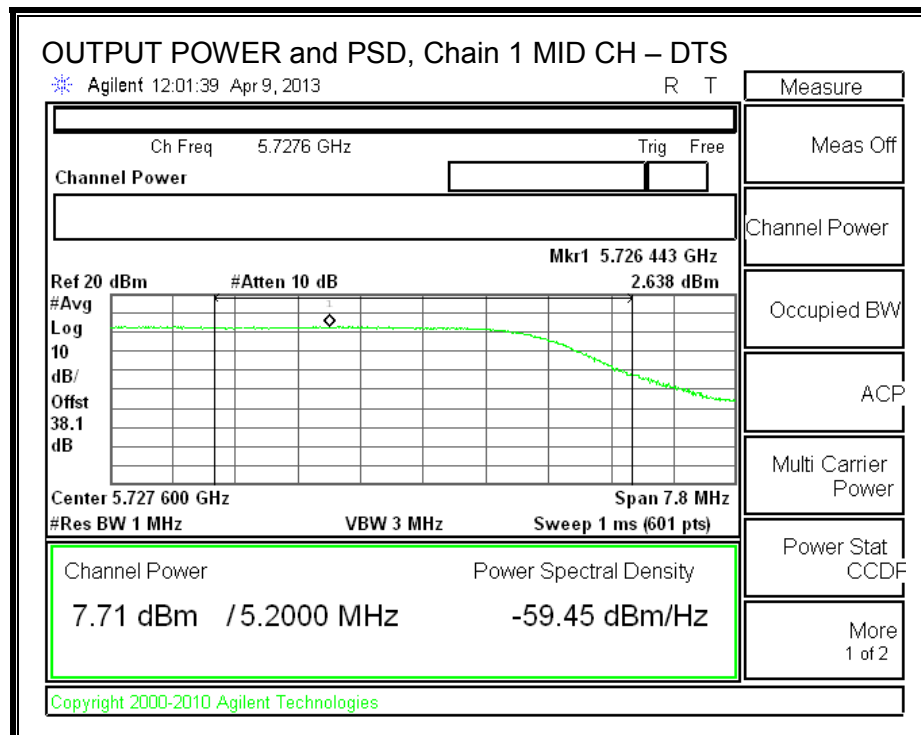 OUTPUT POWER and PSD, Chain 1 MID CH – DTS
Agilent 12:01:39 Apr 9, 2013 R T
Measure
Ch Freq 5.7276 GHz Trig Free
Meas Off
Channel Power
Channel Power
Mkr1 5.726 443 GHz
Ref 20 dBm #Atten 10 dB 2.638 dBm
#Avg
Log
10
dB/
Offst
38.1
dB
1
Occupied BW
ACP
Multi Carrier
Power
Center 5.727 600 GHz Span 7.8 MHz
#Res BW 1 MHz VBW 3 MHz Sweep 1 ms (601 pts)
Power Stat
CCDF
Channel Power Power Spectral Density
7.71 dBm / 5.2000 MHz -59.45 dBm/Hz
More
1 of 2
Copyright 2000-2010 Agilent Technologies